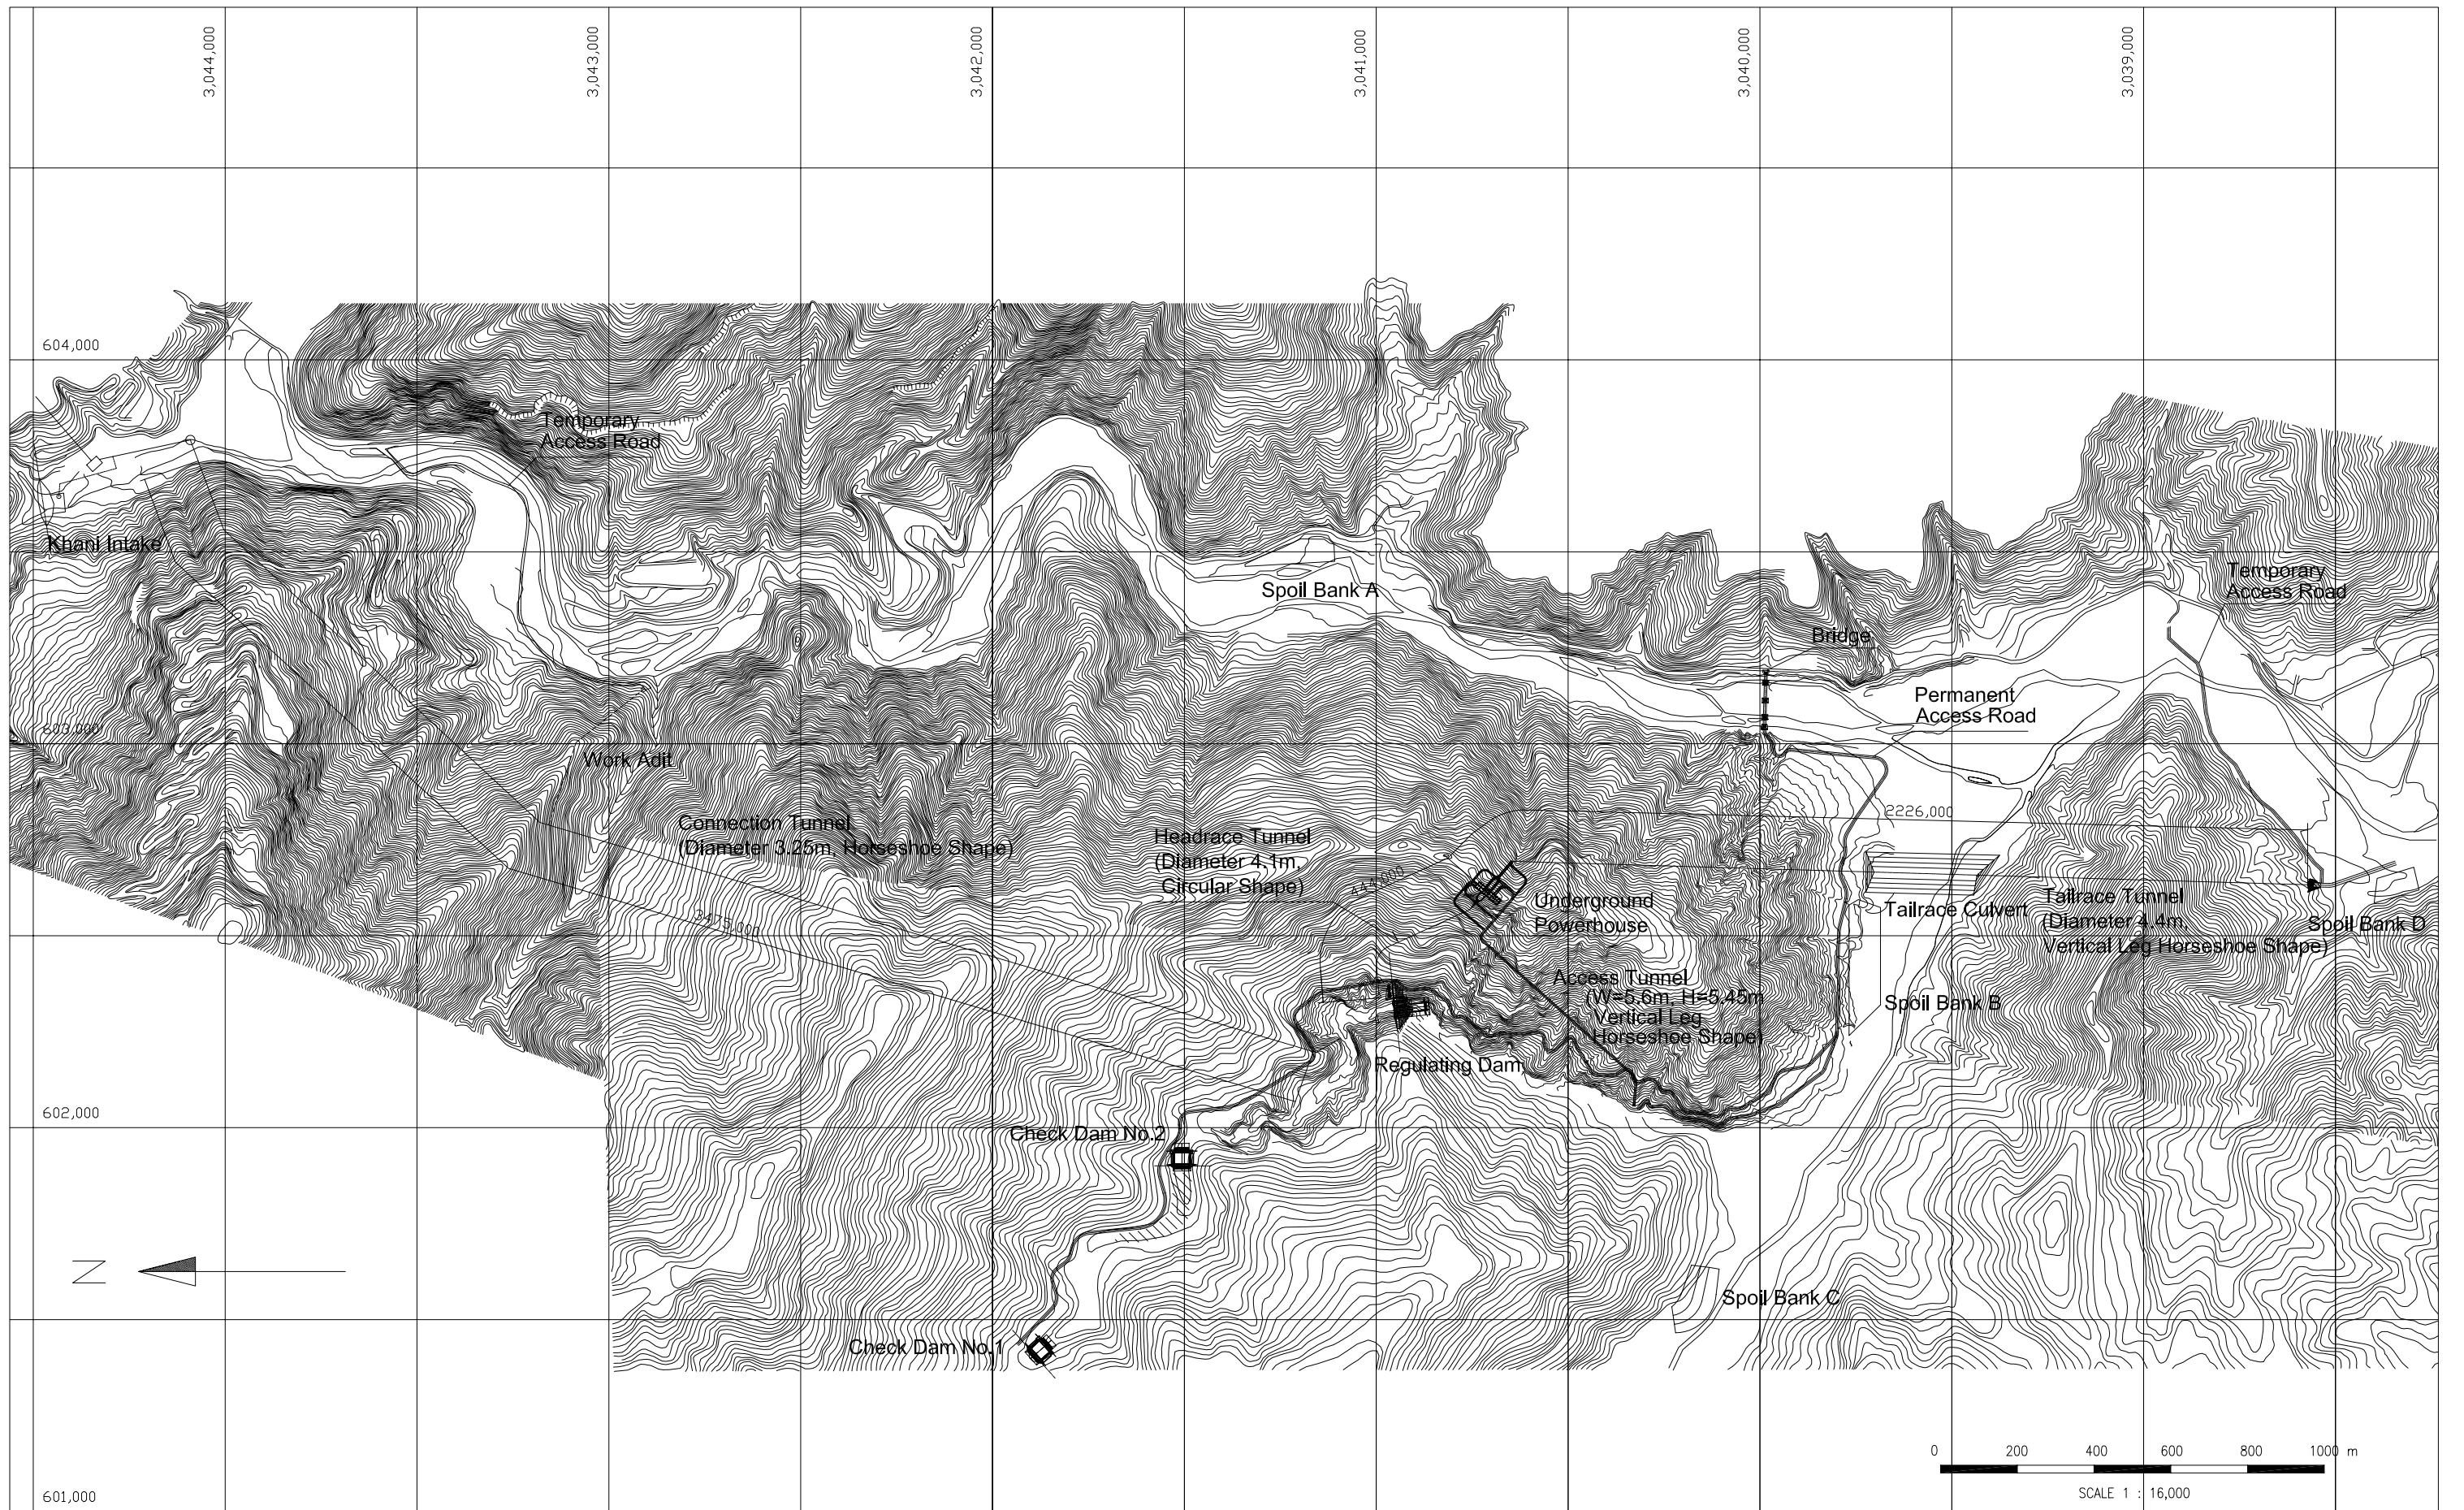 3,044,000
3,043,000
3,042,000
3,041,000
3,040,000
3,039,000
604,000
Temporary
Access Road
Khani Intake
Temporary
Access Road
Spoil Bank A
Bridge
Permanent
Access Road
603,000
Work Adit
Connection Tunnel
(Diameter 3.25m, Horseshoe Shape)
Headrace Tunnel
(Diameter 4.1m,
Circular Shape)
444,000
2226,000
3475,000
Underground
Powerhouse
Tailrace Culvert
Tailrace Tunnel
(Diameter 4.4m,
Vertical Leg Horseshoe Shape)
Spoil Bank D
Access Tunnel
(W=5.6m, H=5.45m
Vertical Leg
Horseshoe Shape)
Spoil Bank B
Regulating Dam
602,000
Check Dam No.2
N
Spoil Bank C
Check Dam No.1
0 200 400 600 800 1000 m
SCALE 1 : 16,000
601,000